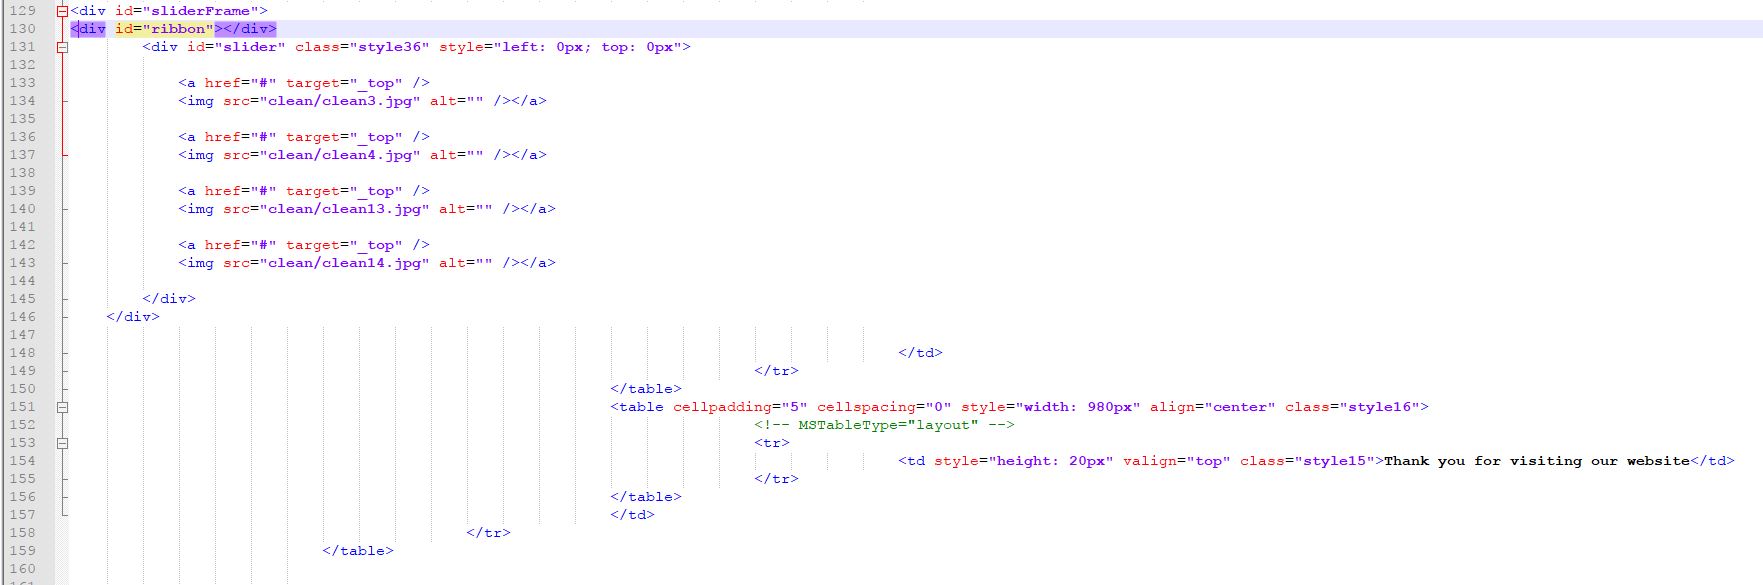 129 <div id="sliderFrame">
130 <div id="ribbon"></div>
131 <div id="slider" class="style36" style="left: 0px; top: 0px">
132
133 <a href="#" target="_top" />
134 <img src="clean/clean3.jpg" alt="" /></a>
135
136 <a href="#" target="_top" />
137 <img src="clean/clean4.jpg" alt="" /></a>
138
139 <a href="#" target="_top" />
140 <img src="clean/clean13.jpg" alt="" /></a>
141
142 <a href="#" target="_top" />
143 <img src="clean/clean14.jpg" alt="" /></a>
144
145 </div>
146 </div>
147
148 </td>
149 </tr>
150 </table>
151 <table cellpadding="5" cellspacing="0" style="width: 980px" align="center" class="style16">
152 <!-- MSTableType="layout" -->
153 <tr>
154 <td style="height: 20px" valign="top" class="style15">Thank you for visiting our website</td>
155 </tr>
156 </table>
157 </td>
158 </tr>
159 </table>
160